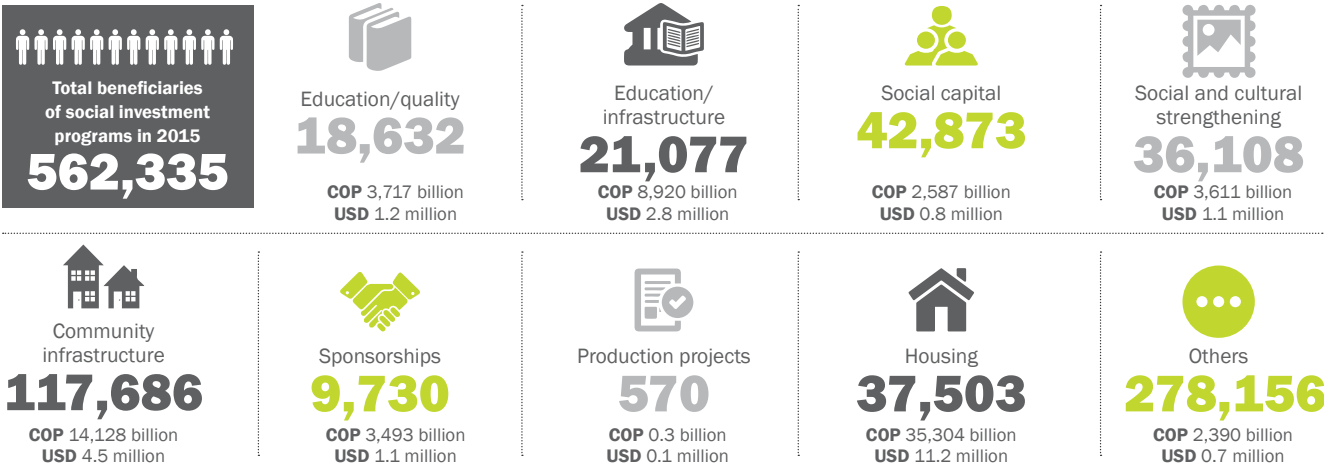 Total beneficiaries
of social investment
programs in 2015
562,335
Education/quality
18,632
COP 3,717 billion
USD 1.2 million
Education/
infrastructure
21,077
COP 8,920 billion
USD 2.8 million
Social capital
42,873
COP 2,587 billion
USD 0.8 million
Social and cultural
strengthening
36,108
COP 3,611 billion
USD 1.1 million
Community
infrastructure
117,686
COP 14,128 billion
USD 4.5 million
Sponsorships
9,730
COP 3,493 billion
USD 1.1 million
Production projects
570
COP 0.3 billion
USD 0.1 million
Housing
37,503
COP 35,304 billion
USD 11.2 million
Others
278,156
COP 2,390 billion
USD 0.7 million